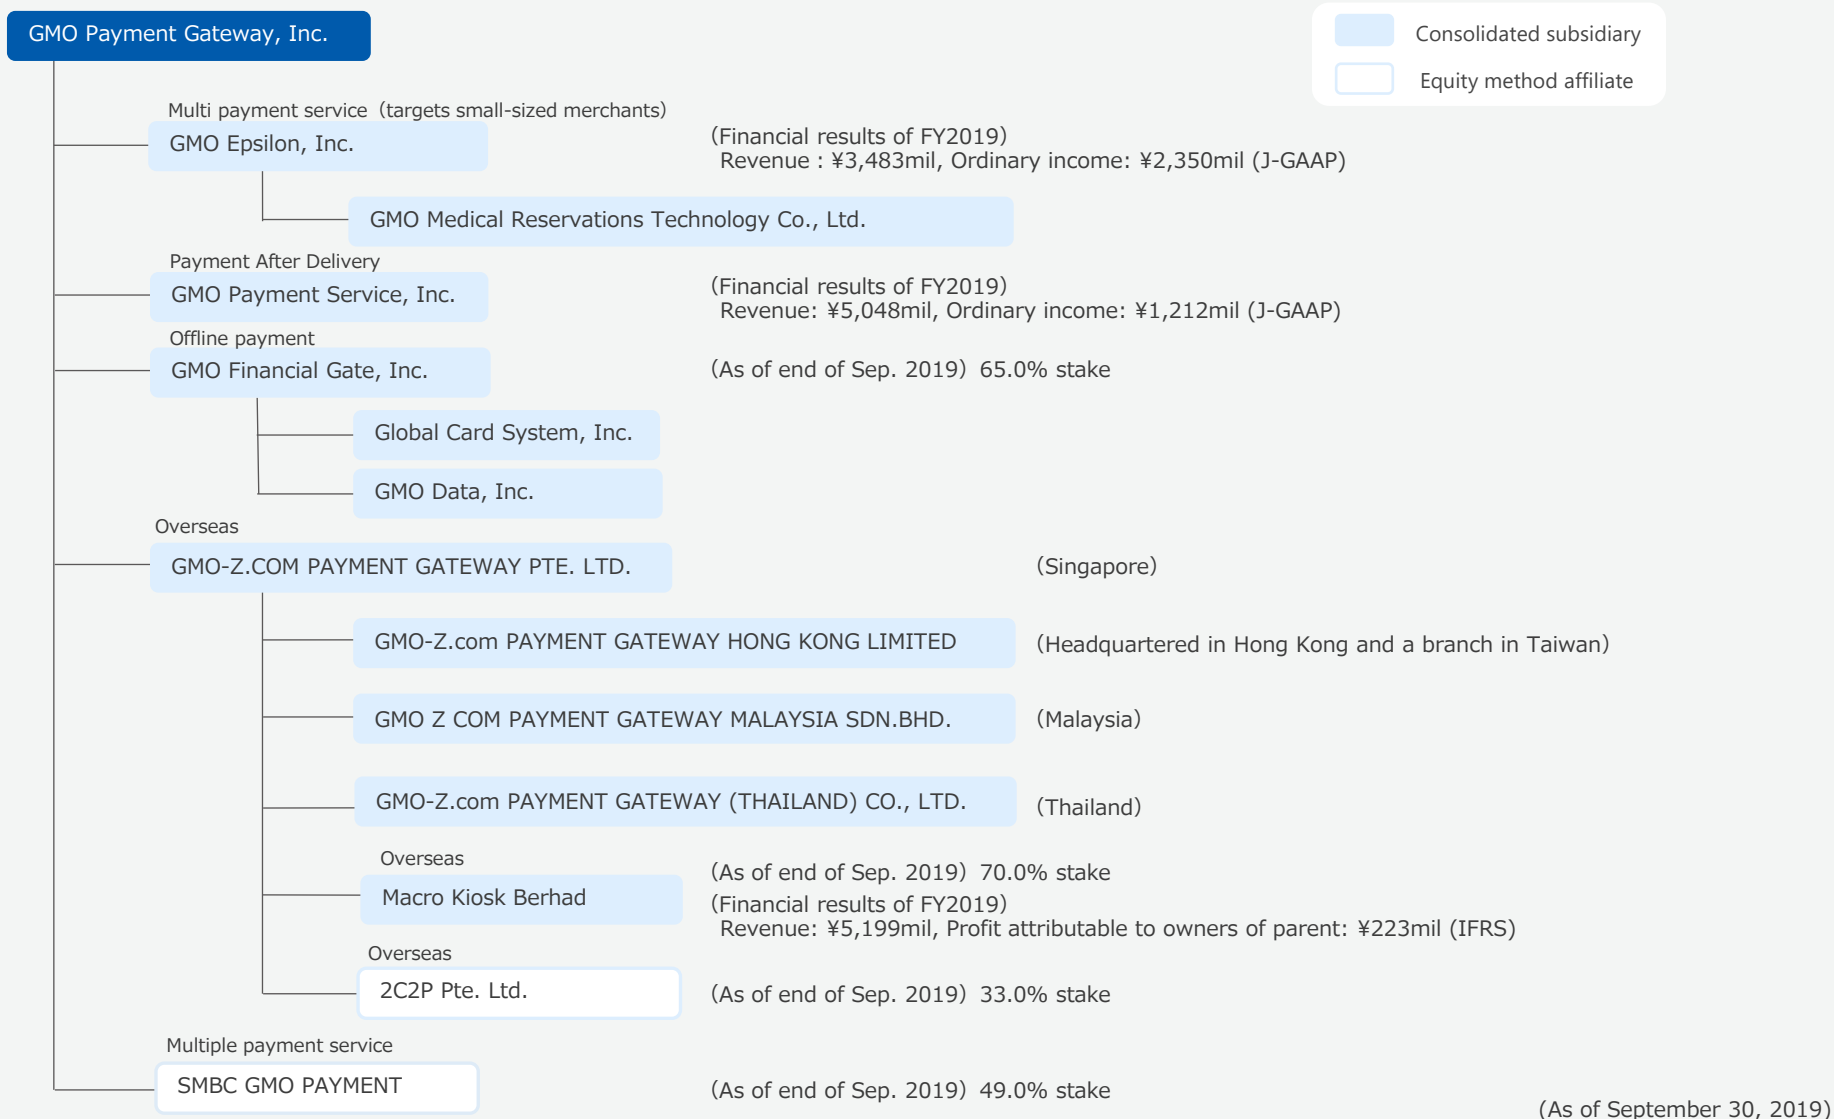 GMO Payment Gateway, Inc.
Consolidated subsidiary
Equity method affiliate
Multi payment service（targets small-sized merchants）
GMO Epsilon, Inc.
（Financial results of FY2019）
Revenue : ¥3,483mil, Ordinary income: ¥2,350mil (J-GAAP)
GMO Medical Reservations Technology Co., Ltd.
Payment After Delivery
GMO Payment Service, Inc.
（Financial results of FY2019）
Revenue: ¥5,048mil, Ordinary income: ¥1,212mil (J-GAAP)
Offline payment
GMO Financial Gate, Inc.
（As of end of Sep. 2019）65.0% stake
Global Card System, Inc.
GMO Data, Inc.
Overseas
GMO-Z.COM PAYMENT GATEWAY PTE. LTD.
（Singapore）
GMO-Z.com PAYMENT GATEWAY HONG KONG LIMITED
（Headquartered in Hong Kong and a branch in Taiwan）
GMO Z COM PAYMENT GATEWAY MALAYSIA SDN.BHD.
（Malaysia）
GMO-Z.com PAYMENT GATEWAY (THAILAND) CO., LTD.
（Thailand）
Overseas
Macro Kiosk Berhad
（As of end of Sep. 2019）70.0% stake
（Financial results of FY2019）
Revenue: ¥5,199mil, Profit attributable to owners of parent: ¥223mil (IFRS)
Overseas
2C2P Pte. Ltd.
（As of end of Sep. 2019）33.0% stake
Multiple payment service
SMBC GMO PAYMENT
（As of end of Sep. 2019）49.0% stake
(As of September 30, 2019)